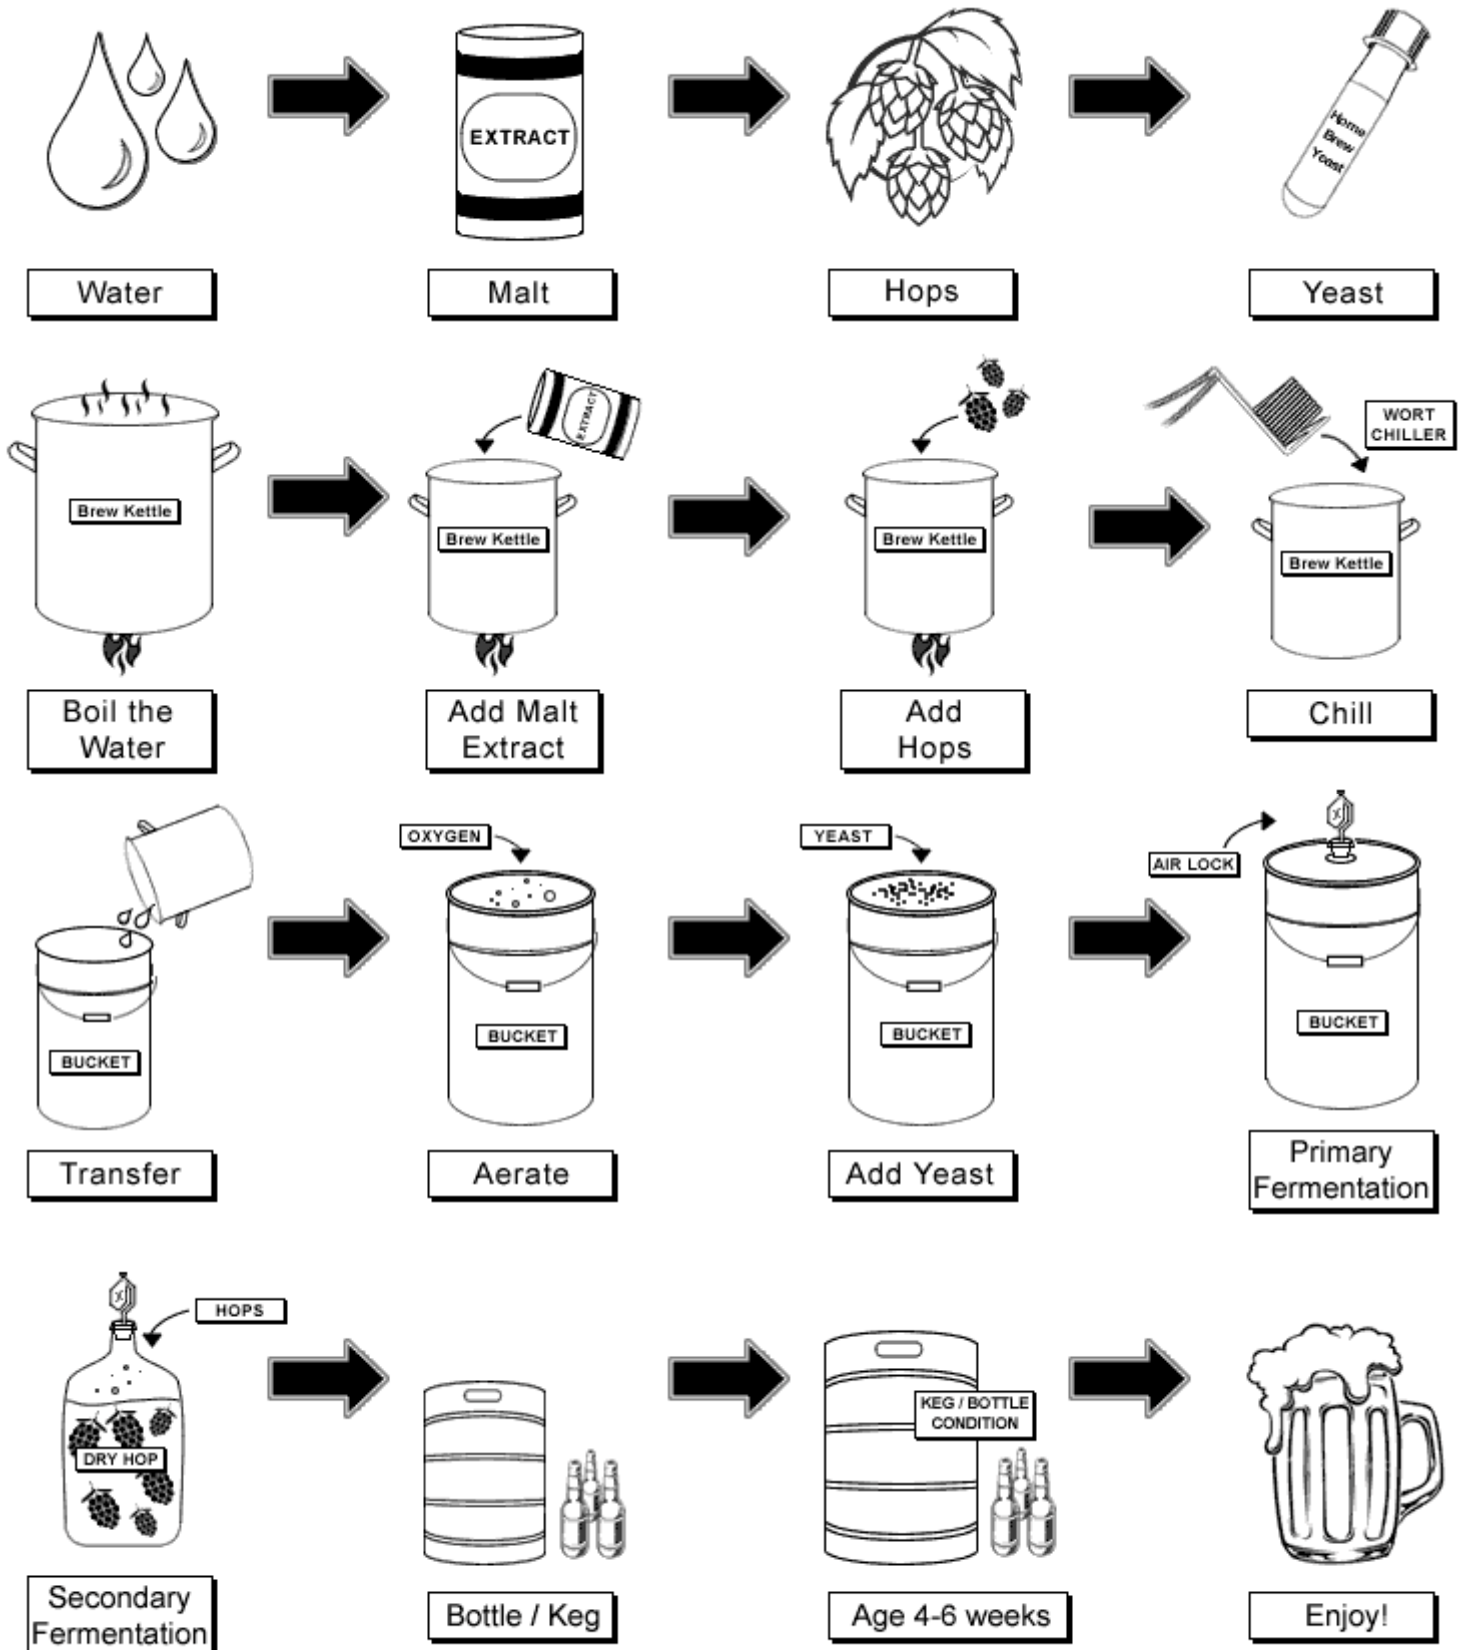 EXTRACT
Home
Brew
Yeast
Water
Malt
Hops
Yeast
EXTRACT
WORT
CHILLER
Brew Kettle
Brew Kettle
Brew Kettle
Brew Kettle
Boil the
Water
Add Malt
Extract
Add
Hops
Chill
OXYGEN
YEAST
AIR LOCK
BUCKET
BUCKET
BUCKET
BUCKET
Transfer
Aerate
Add Yeast
Primary
Fermentation
HOPS
DRY HOP
KEG / BOTTLE
CONDITION
Secondary
Fermentation
Bottle / Keg
Age 4-6 weeks
Enjoy!